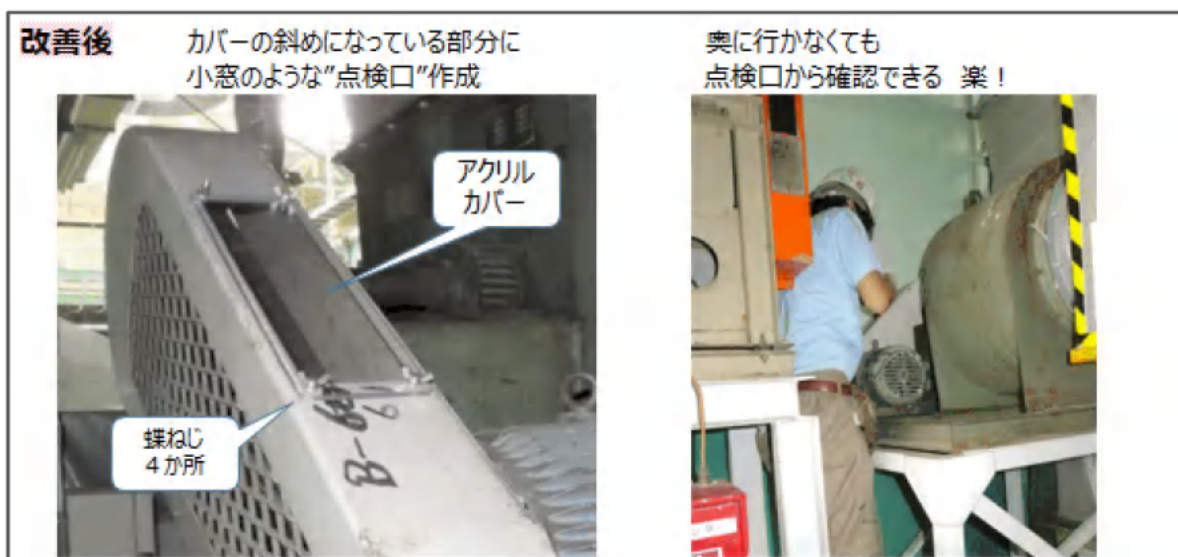 改善後
カバーの斜めになっている部分に
小窓のような”点検口”作成
奥に行かなくても
点検口から確認できる 楽！
アクリル
カバー
蝶ねじ
４か所
B-60
6